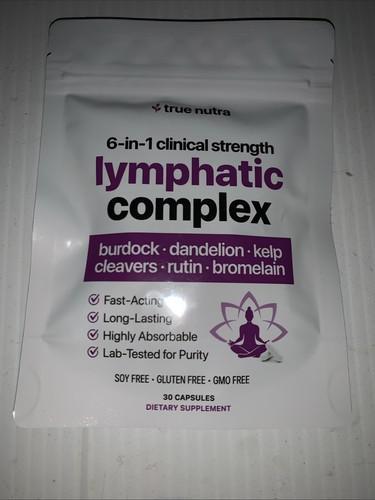 true nutra
6-in-1 clinical strength
lymphatic
complex
burdock · dandelion · kelp
cleavers · rutin · bromelain
Fast-Acting
Long-Lasting
Highly Absorbable
Lab-Tested for Purity
SOY FREE • GLUTEN FREE • GMO FREE
30 CAPSULES
DIETARY SUPPLEMENT